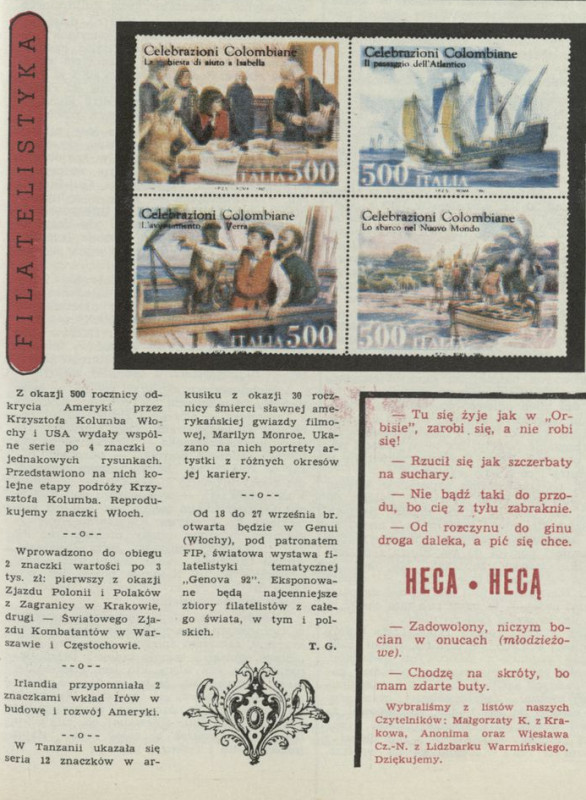 FILATELISTYKA
Celebrazioni Colombiane
La richiesta di aiuto a Isabella
ITALIA 500
Celebrazioni Colombiane
Il passaggio dell'Atlantico
500 ITALIA
Celebrazioni Colombiane
L'avvistamento Terra
ITALIA 500
Celebrazioni Colombiane
Lo sbarco nel Nuovo Mondo
500 ITALIA
Z okazji 500 rocznicy od-
krycia Ameryki przez
Krzysztofa Kolumba Wło-
chy i USA wydały wspól-
ne serie po 4 znaczki o
jednakowych rysunkach.
Przedstawiono na nich ko-
lejne etapy podróży Krzy-
sztofa Kolumba. Reprodu-
kujemy znaczki Włoch.
--o--
Wprowadzono do obiegu
2 znaczki wartości po 3
tys. zł: pierwszy z okazji
Zjazdu Polonii i Polaków
z Zagranicy w Krakowie,
drugi — Światowego Zja-
zdu Kombatantów w War-
szawie i Częstochowie.
--o--
Irlandia przypomniała 2
znaczkami wkład Irów w
budowę i rozwój Ameryki.
--o--
W Tanzanii ukazała się
seria 12 znaczków w ar-
kusiku z okazji 30 rocz-
nicy śmierci sławnej ame-
rykańskiej gwiazdy filmo-
wej, Marilyn Monroe. Uka-
zano na nich portrety ar-
tystki z różnych okresów
jej kariery.
--o--
Od 18 do 27 września br.
otwarta będzie w Genui
(Włochy), pod patronatem
FIP, światowa wystawa fi-
latelistyki tematycznej
„Genova 92". Eksponowa-
ne będą najcenniejsze
zbiory filatelistów z całe-
go świata, w tym i pol-
skich.
T. G.
— Tu się żyje jak w „Or-
bisie", zarobi się, a nie robi
się!
— Rzucił się jak szczerbaty
na suchary.
— Nie bądź taki do przo-
du, bo cię z tyłu zabraknie.
— Od rozczynu do ginu
droga daleka, a pić się chce.
HECA • HECĄ
— Zadowolony, niczym bo-
cian w onucach (młodzieżo-
we).
— Chodzę na skróty, bo
mam zdarte buty.
Wybraliśmy z listów naszych
Czytelników: Małgorzaty K. z Kra-
kowa, Anonima oraz Wiesława
Cz.-N. z Lidzbarku Warmińskiego.
Dziękujemy.